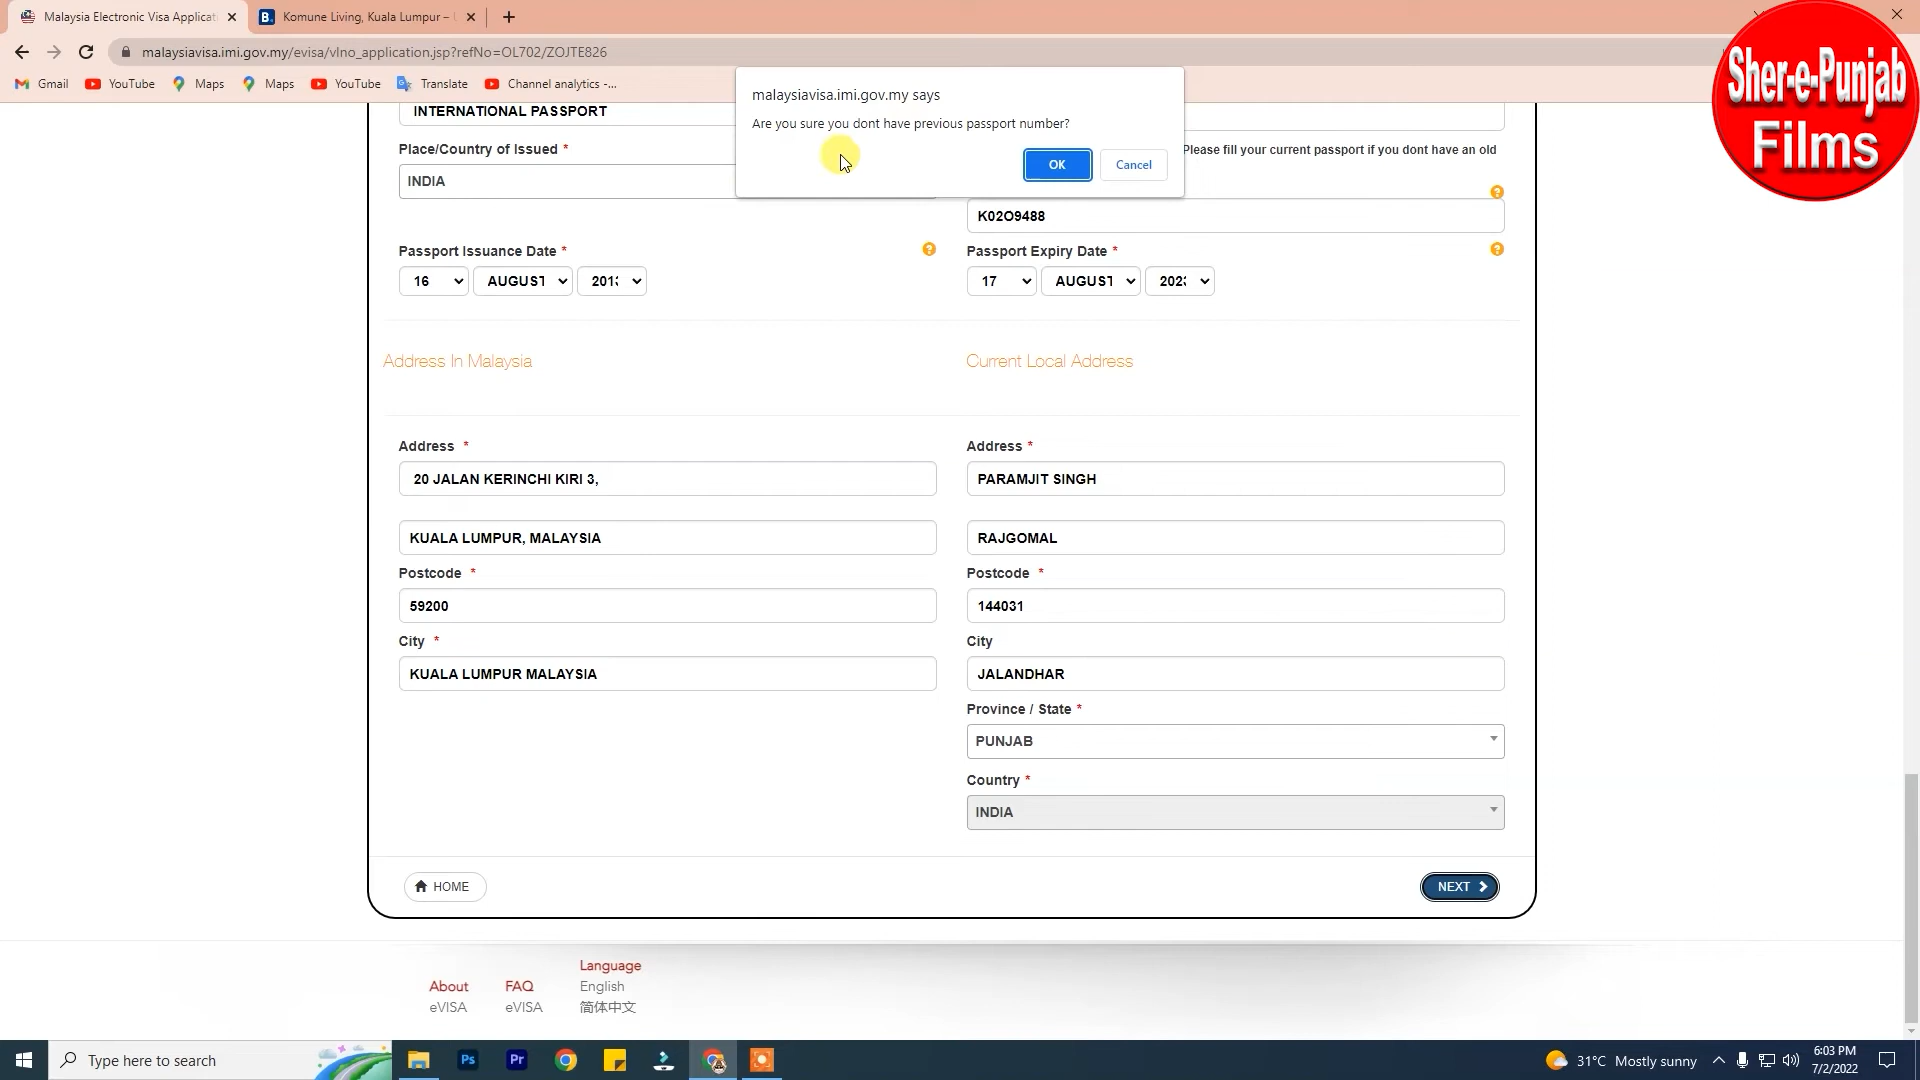 Malaysia Electronic Visa Applicati
Komune Living, Kuala Lumpur –
malaysiavisa.imi.gov.my/evisa/vlno_application.jsp?refNo=OL702/ZOJTE826
Gmail
YouTube
Maps
Maps
YouTube
Translate
Channel analytics -...
Sher-e-Punjab
Films
malaysiavisa.imi.gov.my says
Are you sure you dont have previous passport number?
OK
Cancel
INTERNATIONAL PASSPORT
Place/Country of Issued *
Please fill your current passport if you dont have an old
INDIA
K02O9488
Passport Issuance Date *
Passport Expiry Date *
16 AUGUST 2013
17 AUGUST 2023
Address In Malaysia
Current Local Address
Address *
Address *
20 JALAN KERINCHI KIRI 3,
PARAMJIT SINGH
KUALA LUMPUR, MALAYSIA
RAJGOMAL
Postcode *
Postcode *
59200
144031
City *
City
KUALA LUMPUR MALAYSIA
JALANDHAR
Province / State *
PUNJAB
Country *
INDIA
HOME
NEXT
Language
About
FAQ
English
eVISA
eVISA
简体中文
Type here to search
Ps
Pr
31°C Mostly sunny
6:03 PM
7/2/2022